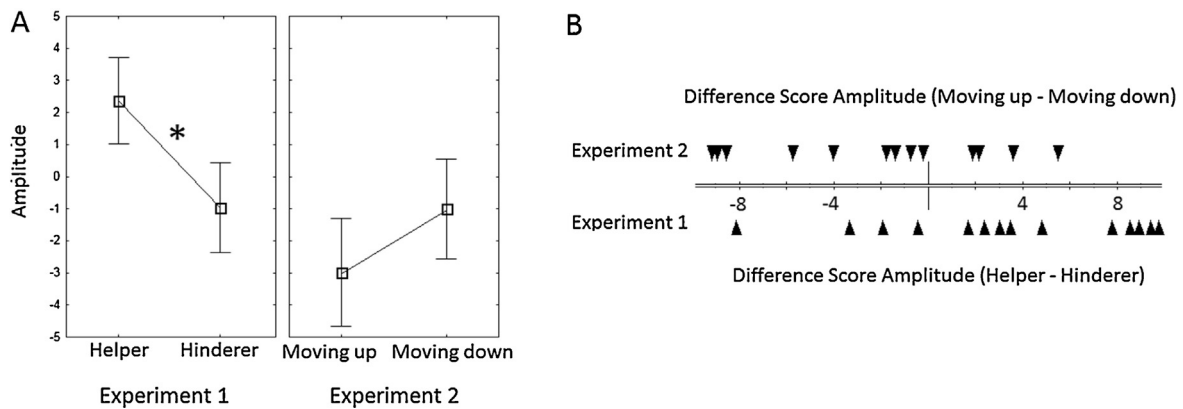 A
5
4
3
2
1
0
-1
-2
-3
-4
-5
Amplitude
*
Helper Hinderer
Moving up Moving down
Experiment 1
Experiment 2
B
Difference Score Amplitude (Moving up - Moving down)
Experiment 2
-8 -4 4 8
Experiment 1
Difference Score Amplitude (Helper - Hinderer)